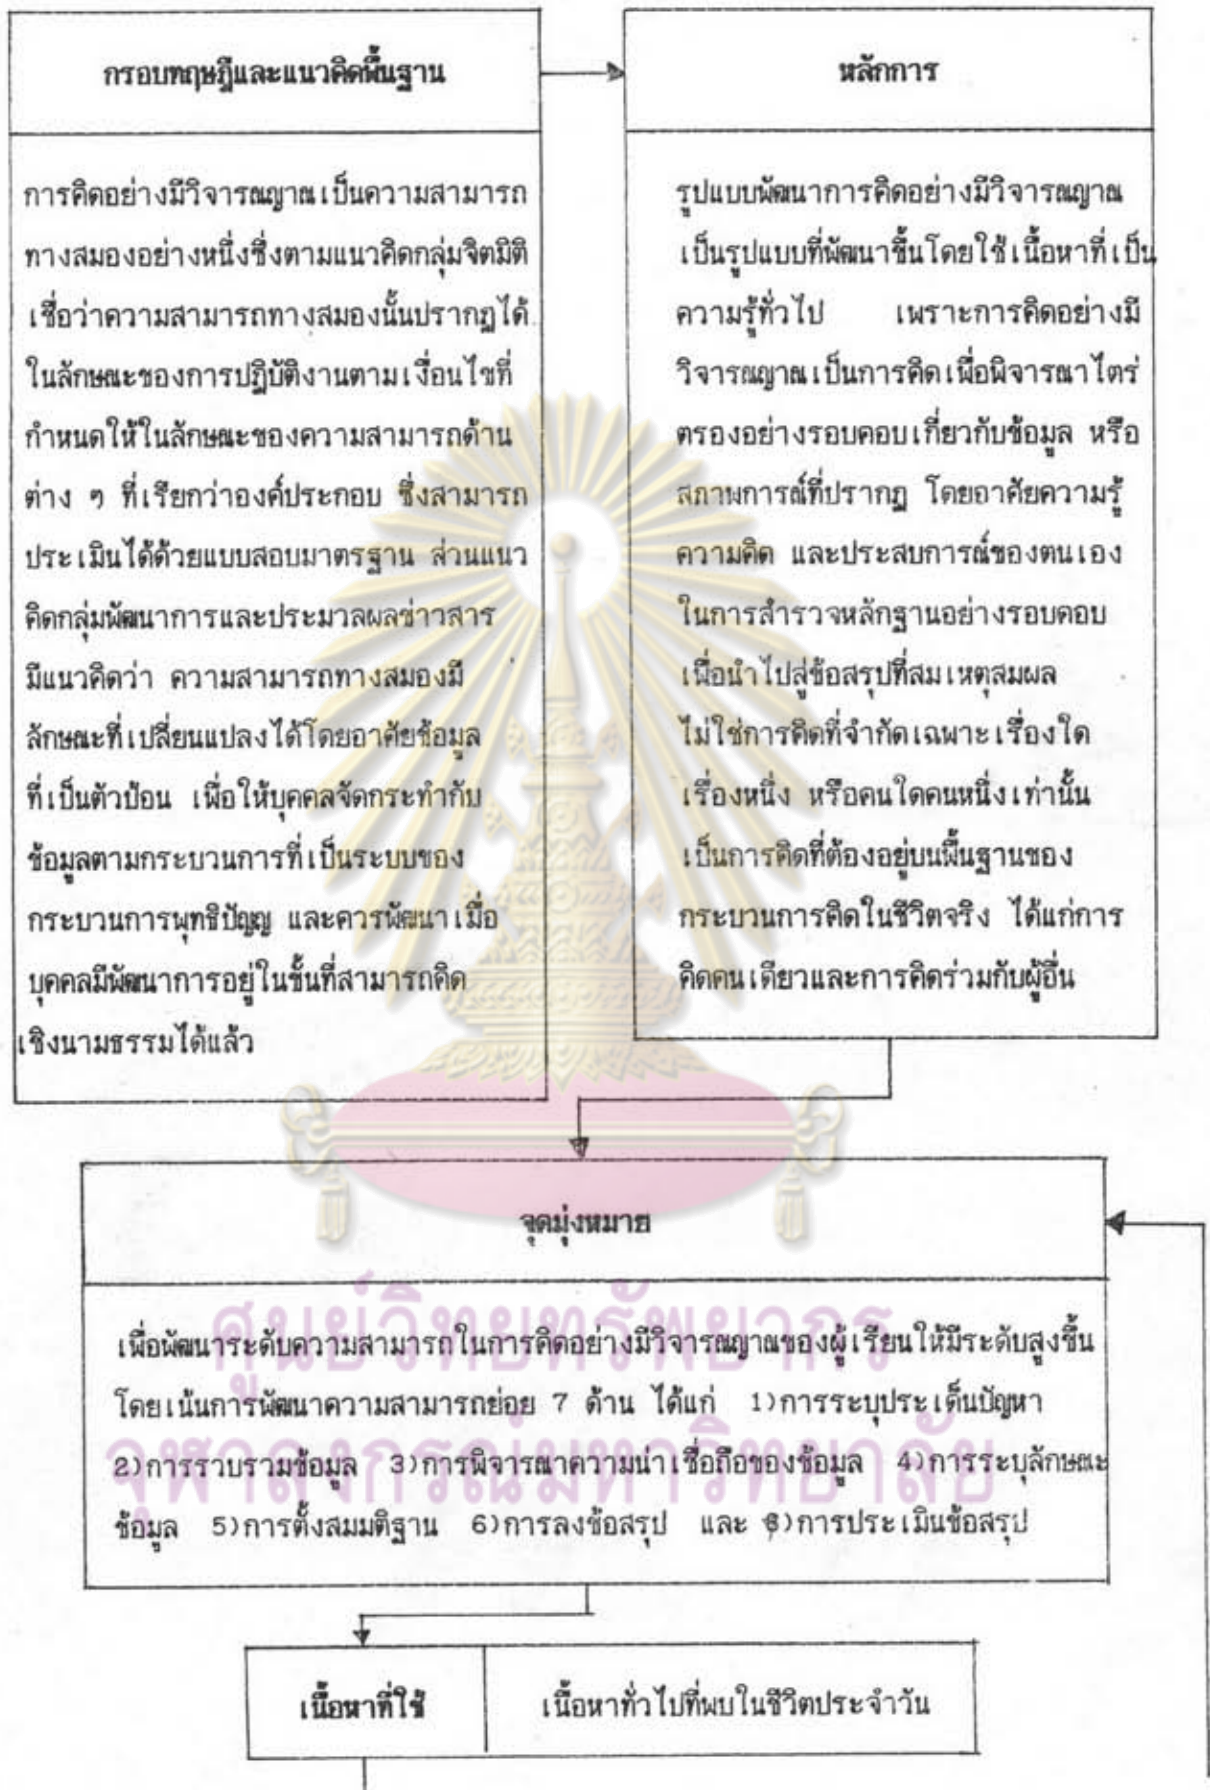 กรอบทฤษฎีและแนวคิดพื้นฐาน
การคิดอย่างมีวิจารณญาณเป็นความสามารถ
ทางสมองอย่างหนึ่งซึ่งตามแนวคิดกลุ่มจิตมิติ
เชื่อว่าความสามารถทางสมองนั้นปรากฏได้
ในลักษณะของการปฏิบัติงานตามเงื่อนไขที่
กำหนดให้ในลักษณะของความสามารถด้าน
ต่าง ๆ ที่เรียกว่าองค์ประกอบ ซึ่งสามารถ
ประเมินได้ด้วยแบบสอบมาตรฐาน ส่วนแนว
คิดกลุ่มพัฒนาการและประมวลผลข่าวสาร
มีแนวคิดว่า ความสามารถทางสมองมี
ลักษณะที่เปลี่ยนแปลงได้โดยอาศัยข้อมูล
ที่เป็นตัวป้อน เพื่อให้บุคคลจัดกระทำกับ
ข้อมูลตามกระบวนการที่เป็นระบบของ
กระบวนการพุทธิปัญญ และควรพัฒนาเมื่อ
บุคคลมีพัฒนาการอยู่ในขั้นที่สามารถคิด
เชิงนามธรรมได้แล้ว
หลักการ
รูปแบบพัฒนาการคิดอย่างมีวิจารณญาณ
เป็นรูปแบบที่พัฒนาขึ้นโดยใช้เนื้อหาที่เป็น
ความรู้ทั่วไป เพราะการคิดอย่างมี
วิจารณญาณเป็นการคิดเพื่อพิจารณาไตร่
ตรองอย่างรอบคอบเกี่ยวกับข้อมูล หรือ
สภาพการณ์ที่ปรากฏ โดยอาศัยความรู้
ความคิด และประสบการณ์ของตนเอง
ในการสำรวจหลักฐานอย่างรอบคอบ
เพื่อนำไปสู่ข้อสรุปที่สมเหตุสมผล
ไม่ใช่การคิดที่จำกัดเฉพาะเรื่องใด
เรื่องหนึ่ง หรือคนใดคนหนึ่งเท่านั้น
เป็นการคิดที่ต้องอยู่บนพื้นฐานของ
กระบวนการคิดในชีวิตจริง ได้แก่การ
คิดคนเดียวและการคิดร่วมกับผู้อื่น
จุดมุ่งหมาย
เพื่อพัฒนาระดับความสามารถในการคิดอย่างมีวิจารณญาณของผู้เรียนให้มีระดับสูงขึ้น
โดยเน้นการพัฒนาความสามารถย่อย 7 ด้าน ได้แก่ 1)การระบุประเด็นปัญหา
2)การรวบรวมข้อมูล 3)การพิจารณาความน่าเชื่อถือของข้อมูล 4)การระบุลักษณะ
ข้อมูล 5)การตั้งสมมติฐาน 6)การลงข้อสรุป และ )การประเมินข้อสรุป
ศูนย์วิทยทรัพยากร
จุฬาลงกรณ์มหาวิทยาลัย
เนื้อหาที่ใช้
เนื้อหาทั่วไปที่พบในชีวิตประจำวัน